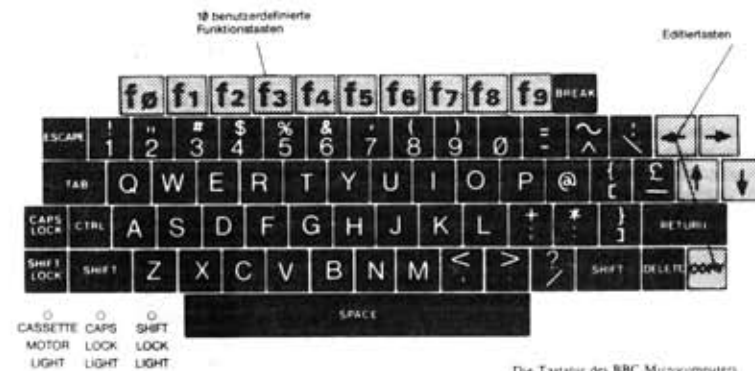 10 benutzerdefinierte
Funktionstasten
Editiertasten
f0 f1 f2 f3 f4 f5 f6 f7 f8 f9 BREAK
ESCAPE ! 1 " 2 # 3 $ 4 % 5 & 6 ' 7 ( 8 ) 9 0 = - ~ ^ \ ← →
TAB Q W E R T Y U I O P @ { [ £ _ ↑ ↓
CAPS LOCK CTRL A S D F G H J K L + ; * : } ] RETURN
SHIFT LOCK SHIFT Z X C V B N M < , > . ? / SHIFT DELETE COPY
SPACE
CASSETTE CAPS SHIFT
MOTOR LOCK LOCK
LIGHT LIGHT LIGHT
Die Tastatur des BBC Microcomputers